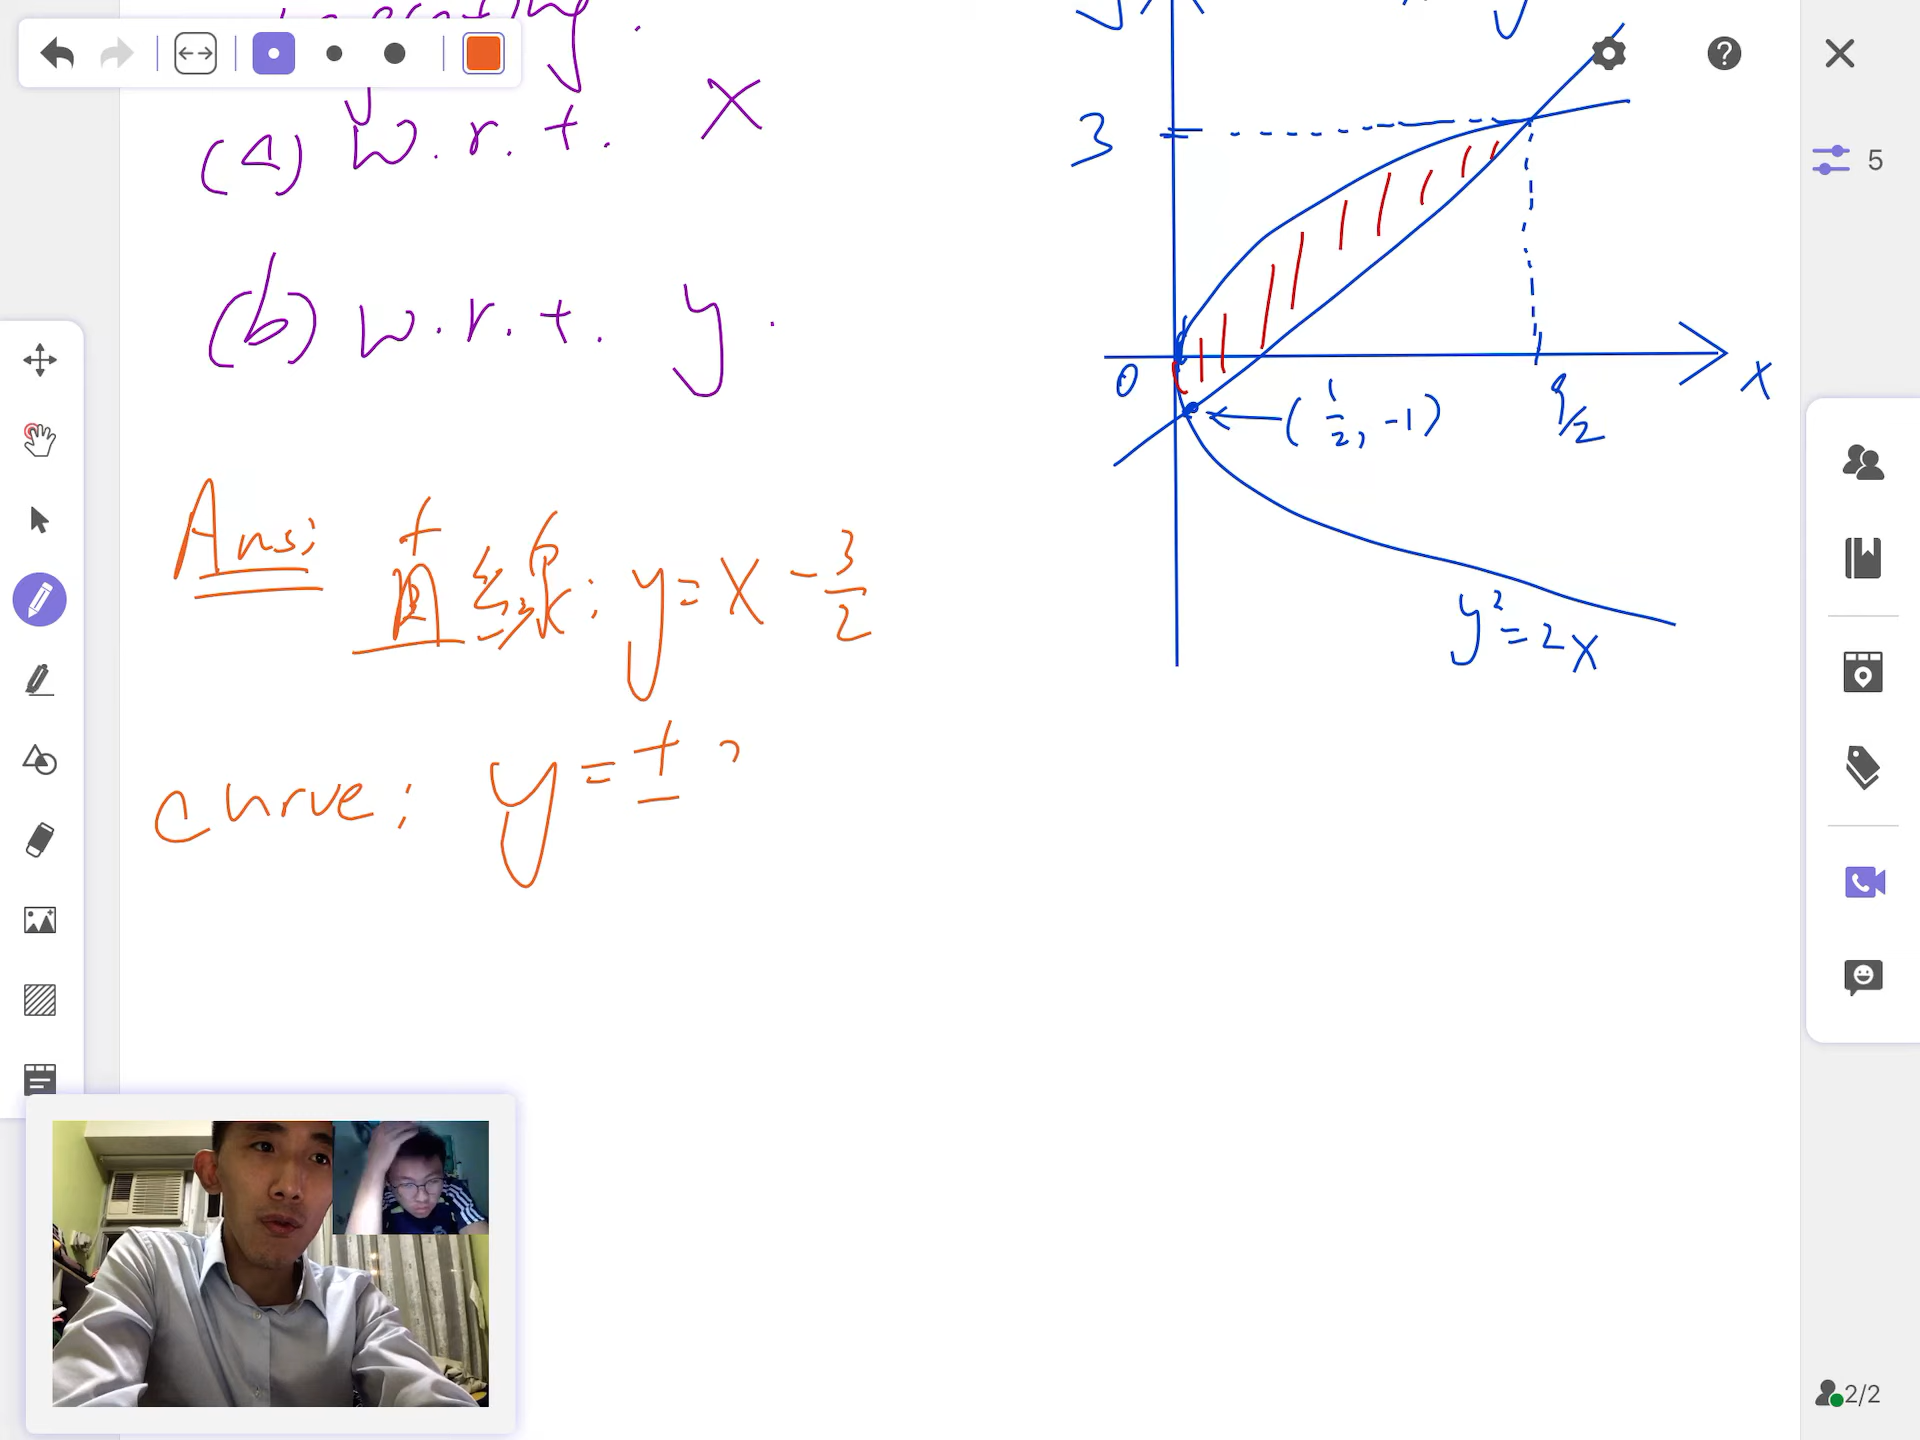 (a) w.r.t. x
(b) w.r.t. y.
Ans:
直線: y = x - 3/2
curve: y = ±
3
0
x
(1/2, -1)
9/2
y² = 2x
5
2/2